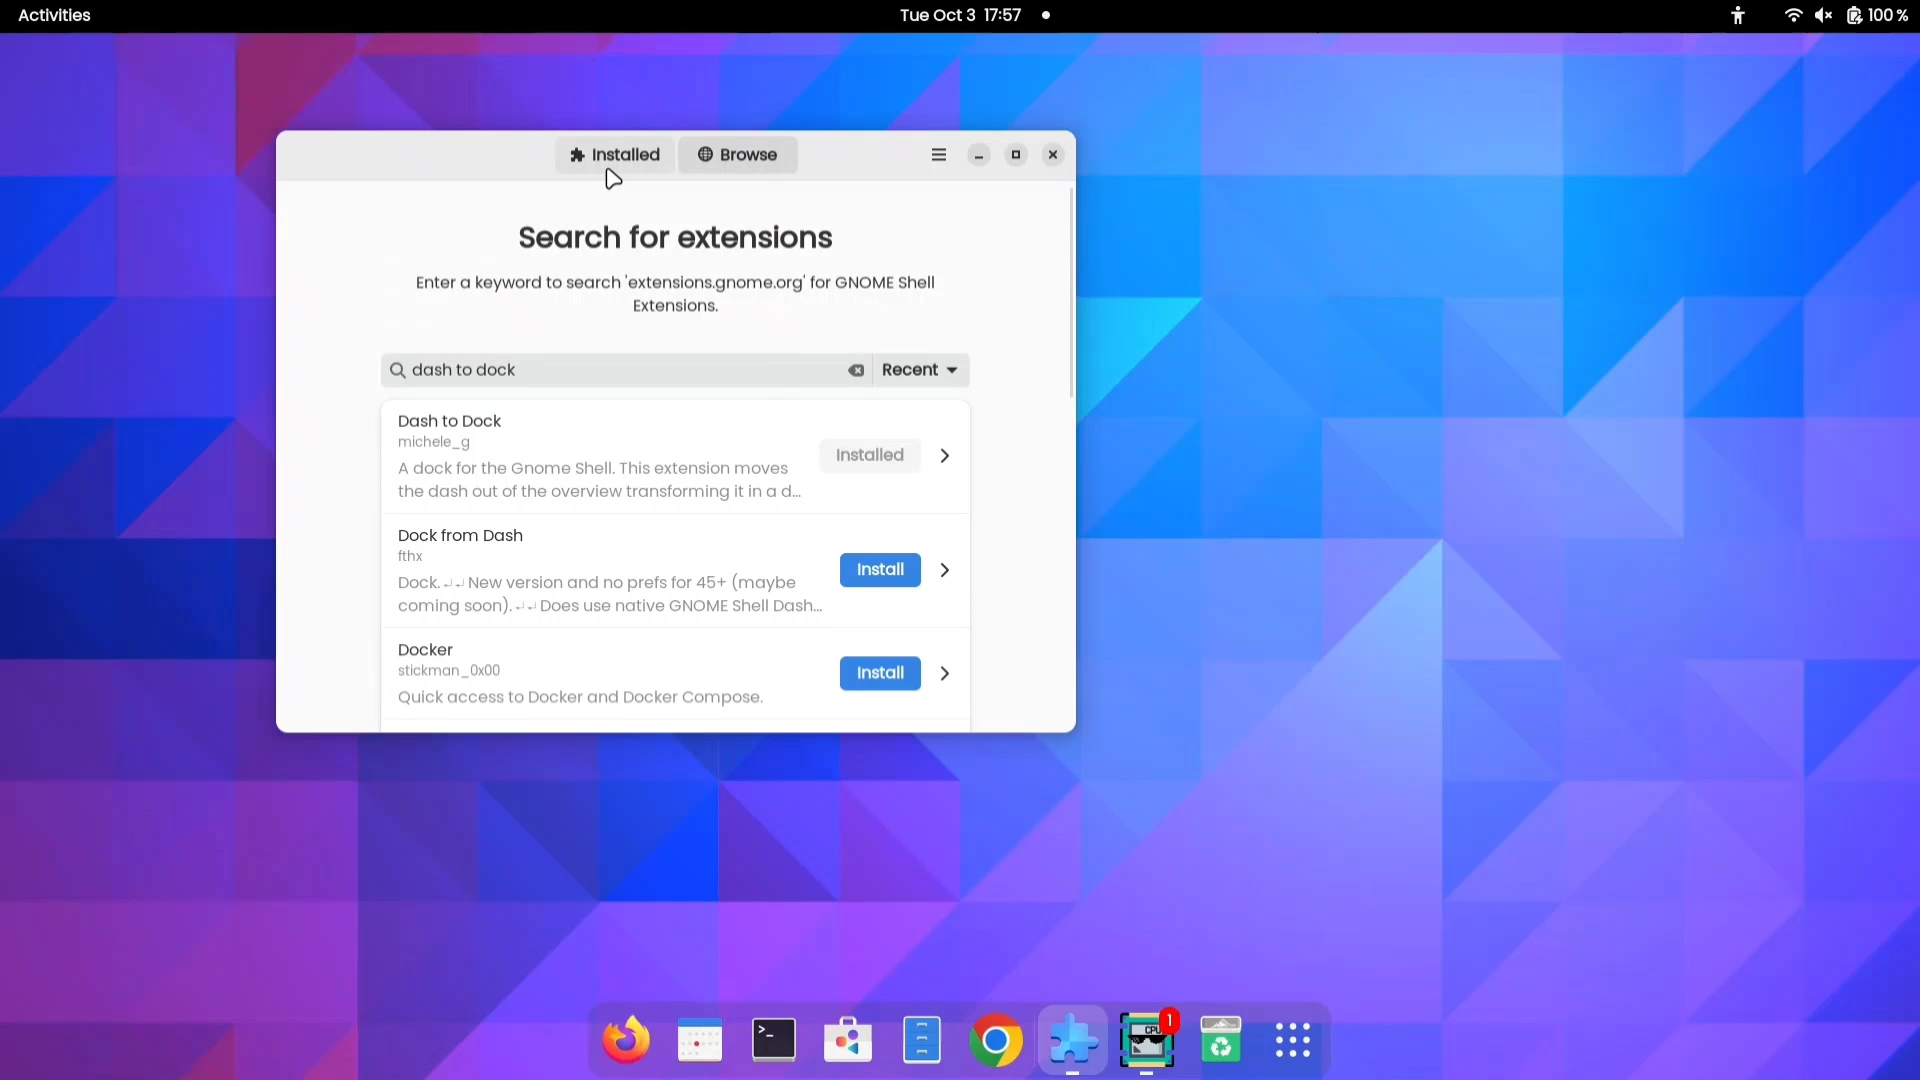 Activities
Tue Oct 3 17:57
100 %
Installed
Browse
Search for extensions
Enter a keyword to search 'extensions.gnome.org' for GNOME Shell
Extensions.
dash to dock
Recent
Dash to Dock
michele_g
A dock for the Gnome Shell. This extension moves
the dash out of the overview transforming it in a d...
Installed
Dock from Dash
fthx
Dock. ↵ ↵ New version and no prefs for 45+ (maybe
coming soon). ↵ ↵ Does use native GNOME Shell Dash...
Install
Docker
stickman_0x00
Quick access to Docker and Docker Compose.
Install
>_
CPU
1